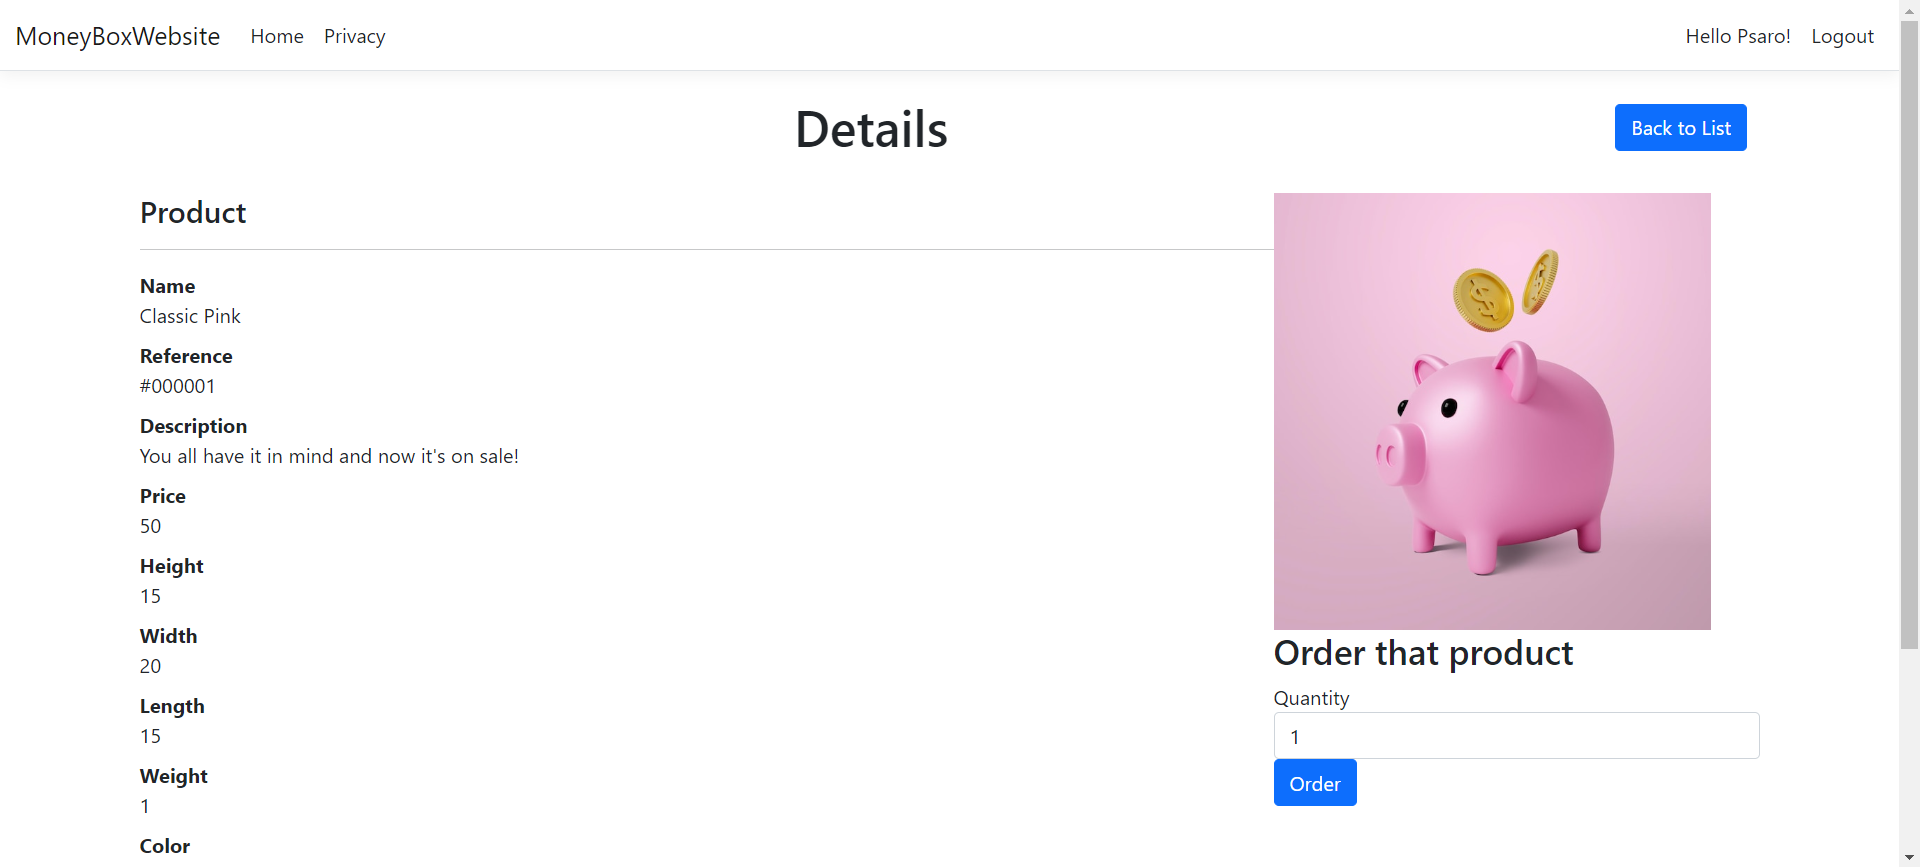 MoneyBoxWebsite Home Privacy Hello Psaro! Logout
Details
Back to List
Product
Name
Classic Pink
Reference
#000001
Description
You all have it in mind and now it's on sale!
Price
50
Height
15
Width
20
Length
15
Weight
1
Color
$
$
Order that product
Quantity
1
Order